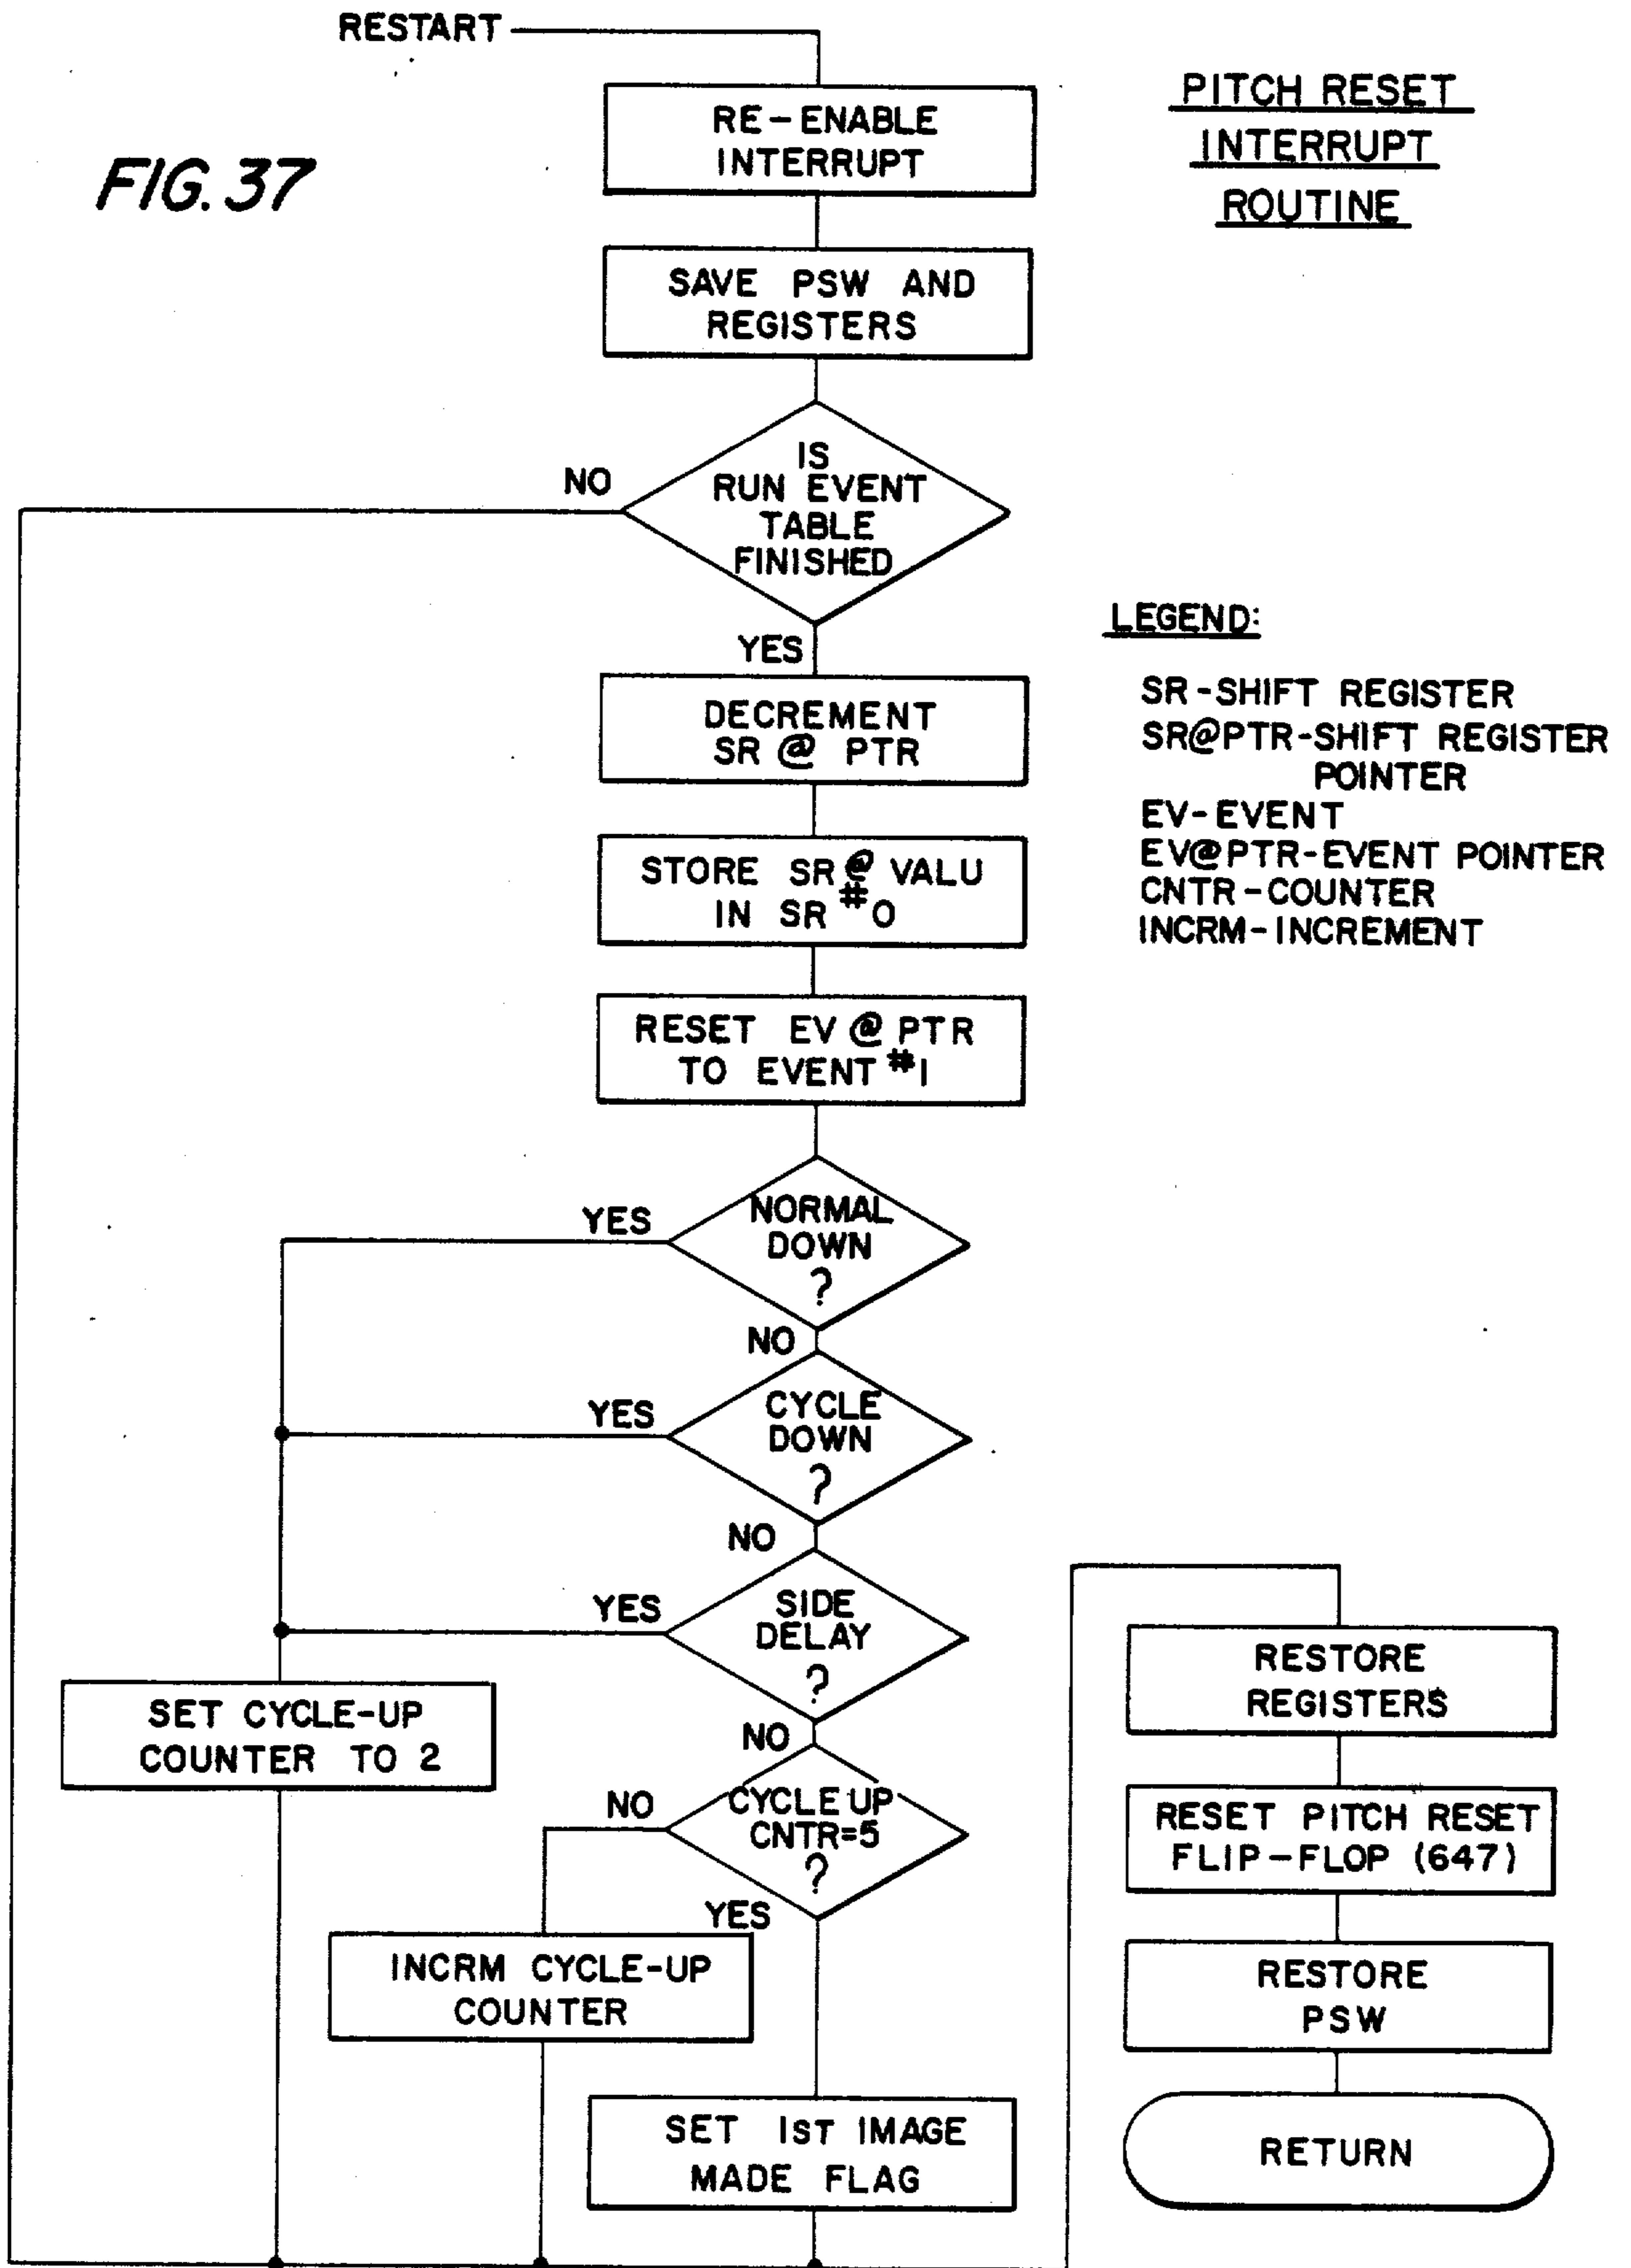 RESTART
PITCH RESET
INTERRUPT
ROUTINE
FIG. 37
RE-ENABLE
INTERRUPT
SAVE PSW AND
REGISTERS
IS
RUN EVENT
TABLE
FINISHED
NO
YES
LEGEND:
SR-SHIFT REGISTER
SR@PTR-SHIFT REGISTER
POINTER
EV-EVENT
EV@PTR-EVENT POINTER
CNTR-COUNTER
INCRM-INCREMENT
DECREMENT
SR @ PTR
STORE SR @ VALU
IN SR #0
RESET EV @ PTR
TO EVENT #1
NORMAL
DOWN
?
YES
NO
CYCLE
DOWN
?
YES
NO
SIDE
DELAY
?
YES
NO
SET CYCLE-UP
COUNTER TO 2
CYCLE UP
CNTR=5
?
NO
YES
INCRM CYCLE-UP
COUNTER
SET 1ST IMAGE
MADE FLAG
RESTORE
REGISTERS
RESET PITCH RESET
FLIP-FLOP (647)
RESTORE
PSW
RETURN